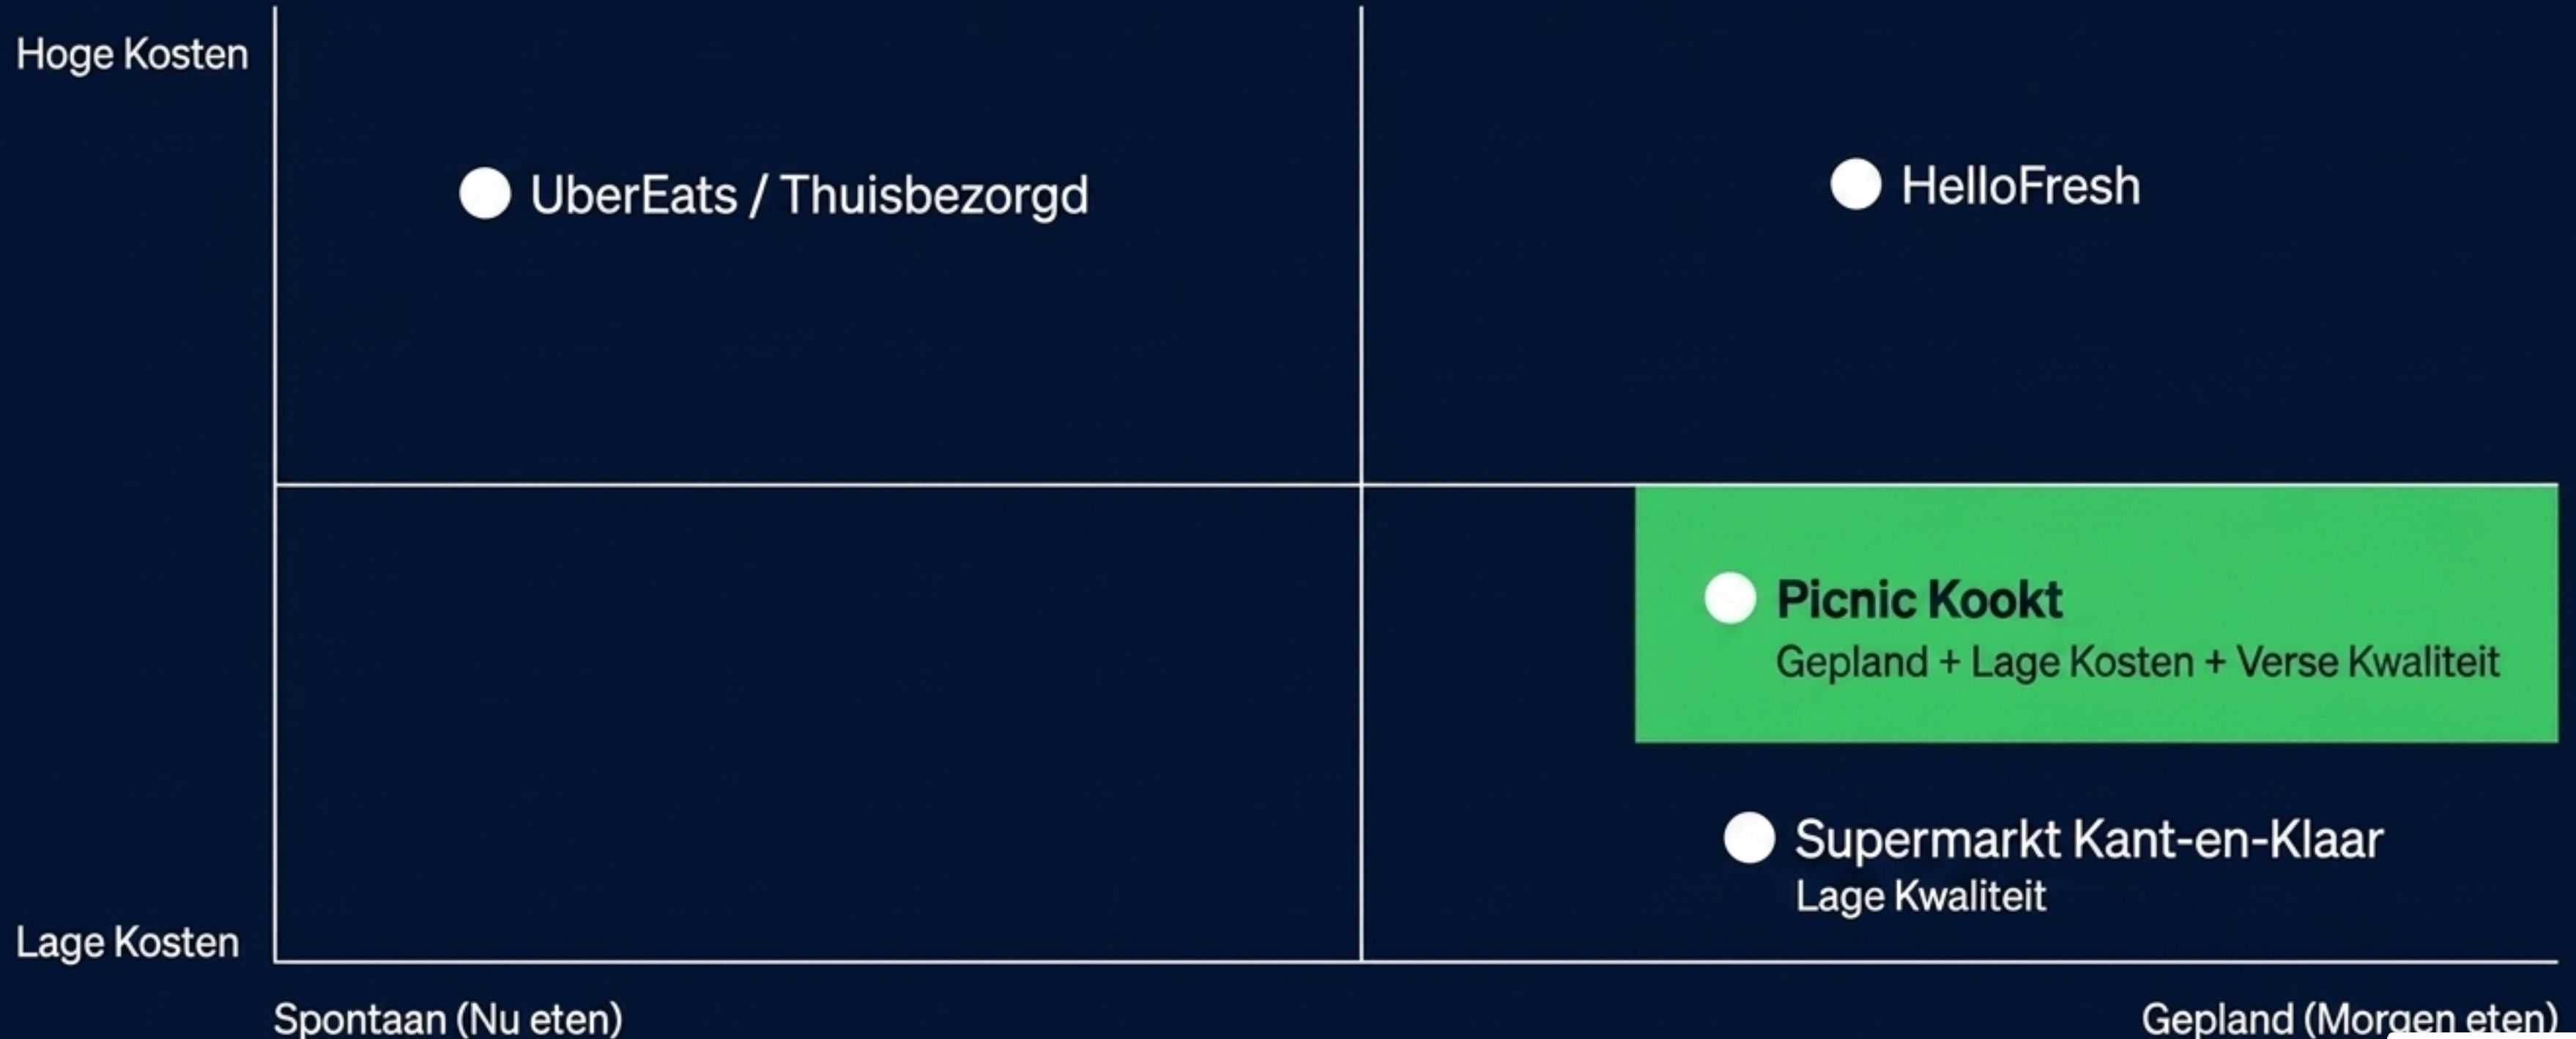 Hoge Kosten
UberEats / Thuisbezorgd
HelloFresh
Picnic Kookt
Gepland + Lage Kosten + Verse Kwaliteit
Supermarkt Kant-en-Klaar
Lage Kwaliteit
Lage Kosten
Spontaan (Nu eten)
Gepland (Morgen eten)